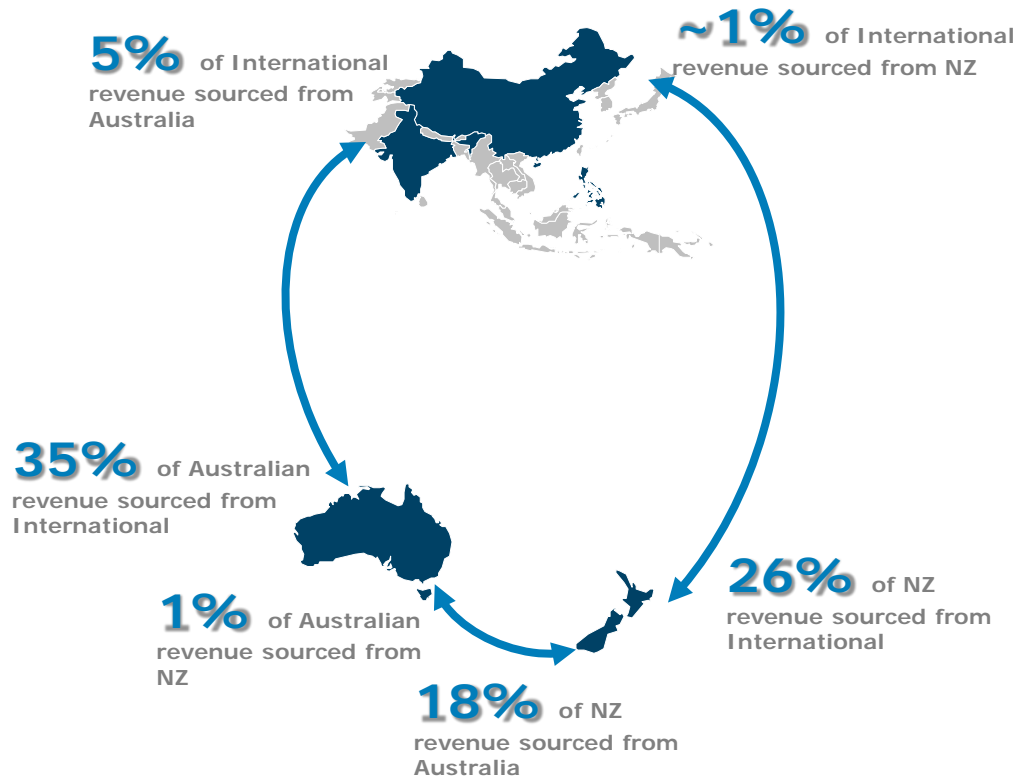 5% of International
revenue sourced from
Australia
~1% of International
revenue sourced from NZ
35% of Australian
revenue sourced from
International
1% of Australian
revenue sourced from
NZ
26% of NZ
revenue sourced from
International
18% of NZ
revenue sourced from
Australia